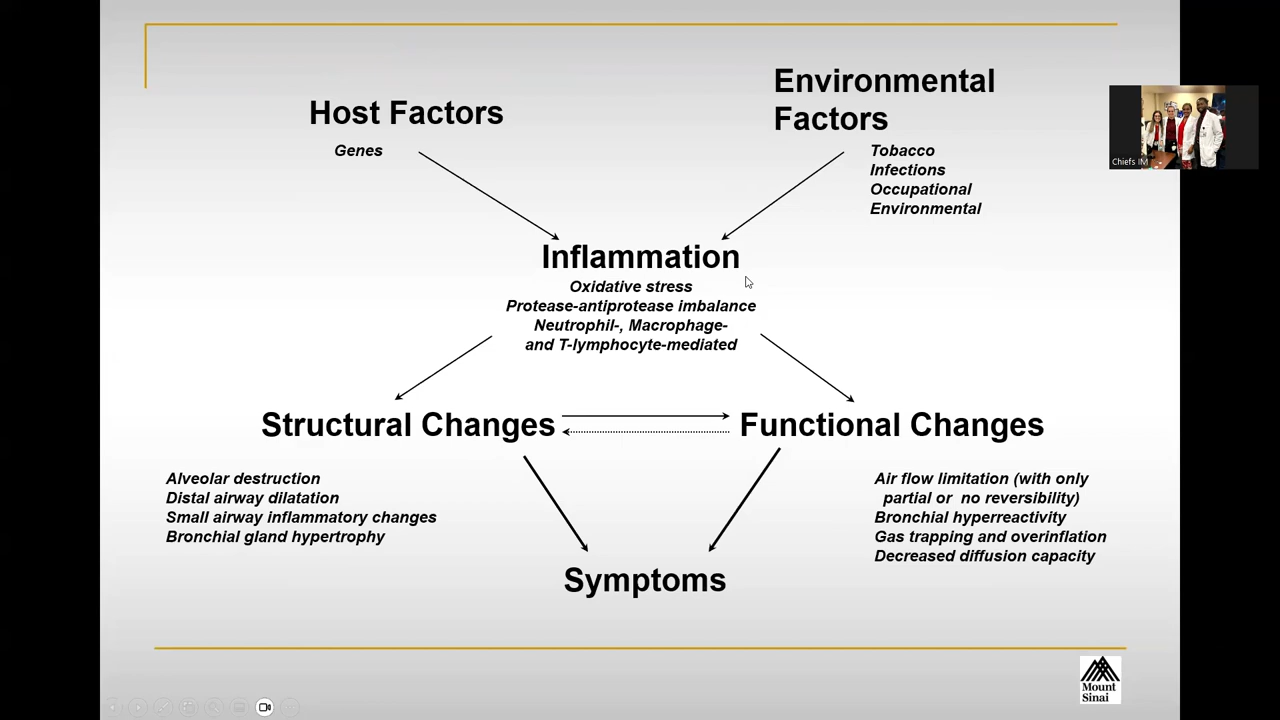 Environmental
Factors
Host Factors
Genes
Tobacco
Infections
Occupational
Environmental
Chiefs IM
Inflammation
Oxidative stress
Protease-antiprotease imbalance
Neutrophil-, Macrophage-
and T-lymphocyte-mediated
Structural Changes
Functional Changes
Alveolar destruction
Distal airway dilatation
Small airway inflammatory changes
Bronchial gland hypertrophy
Air flow limitation (with only
partial or no reversibility)
Bronchial hyperreactivity
Gas trapping and overinflation
Decreased diffusion capacity
Symptoms
Mount
Sinai